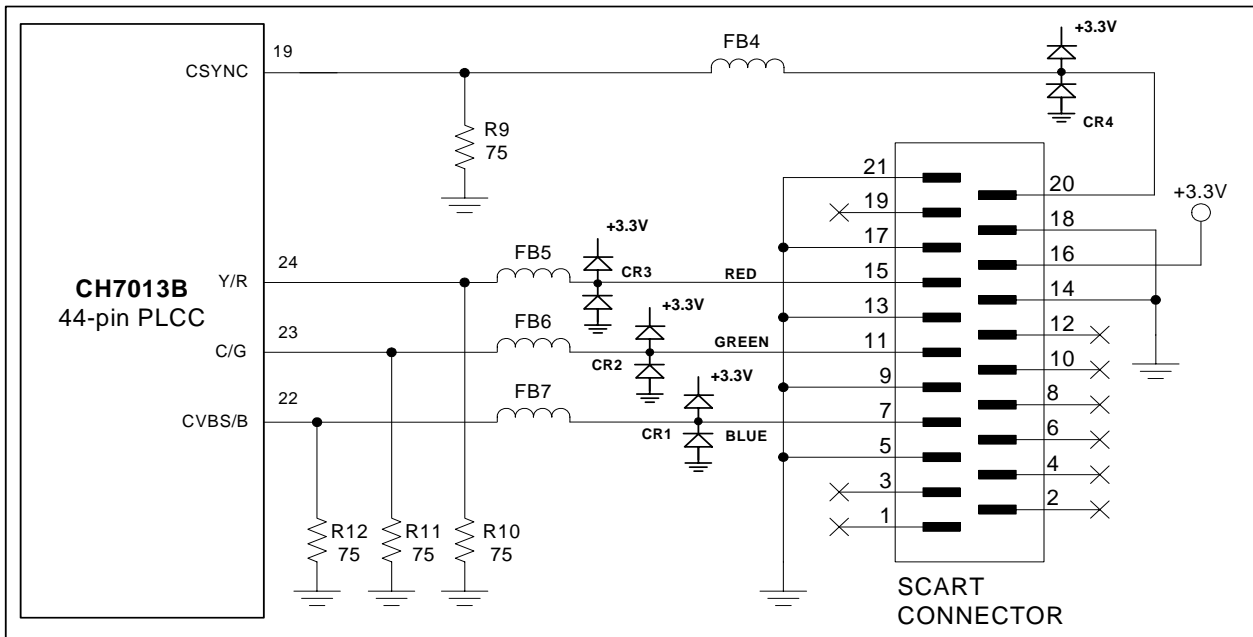 19
CSYNC
FB4
+3.3V
CR4
R9
75
21
20
19
18
+3.3V
17
16
15
14
13
12
11
10
9
8
7
6
5
4
3
2
1
24
Y/R
FB5
+3.3V
CR3
RED
CH7013B
44-pin PLCC
23
C/G
FB6
+3.3V
CR2
GREEN
22
CVBS/B
FB7
+3.3V
CR1
BLUE
R12
75
R11
75
R10
75
SCART
CONNECTOR